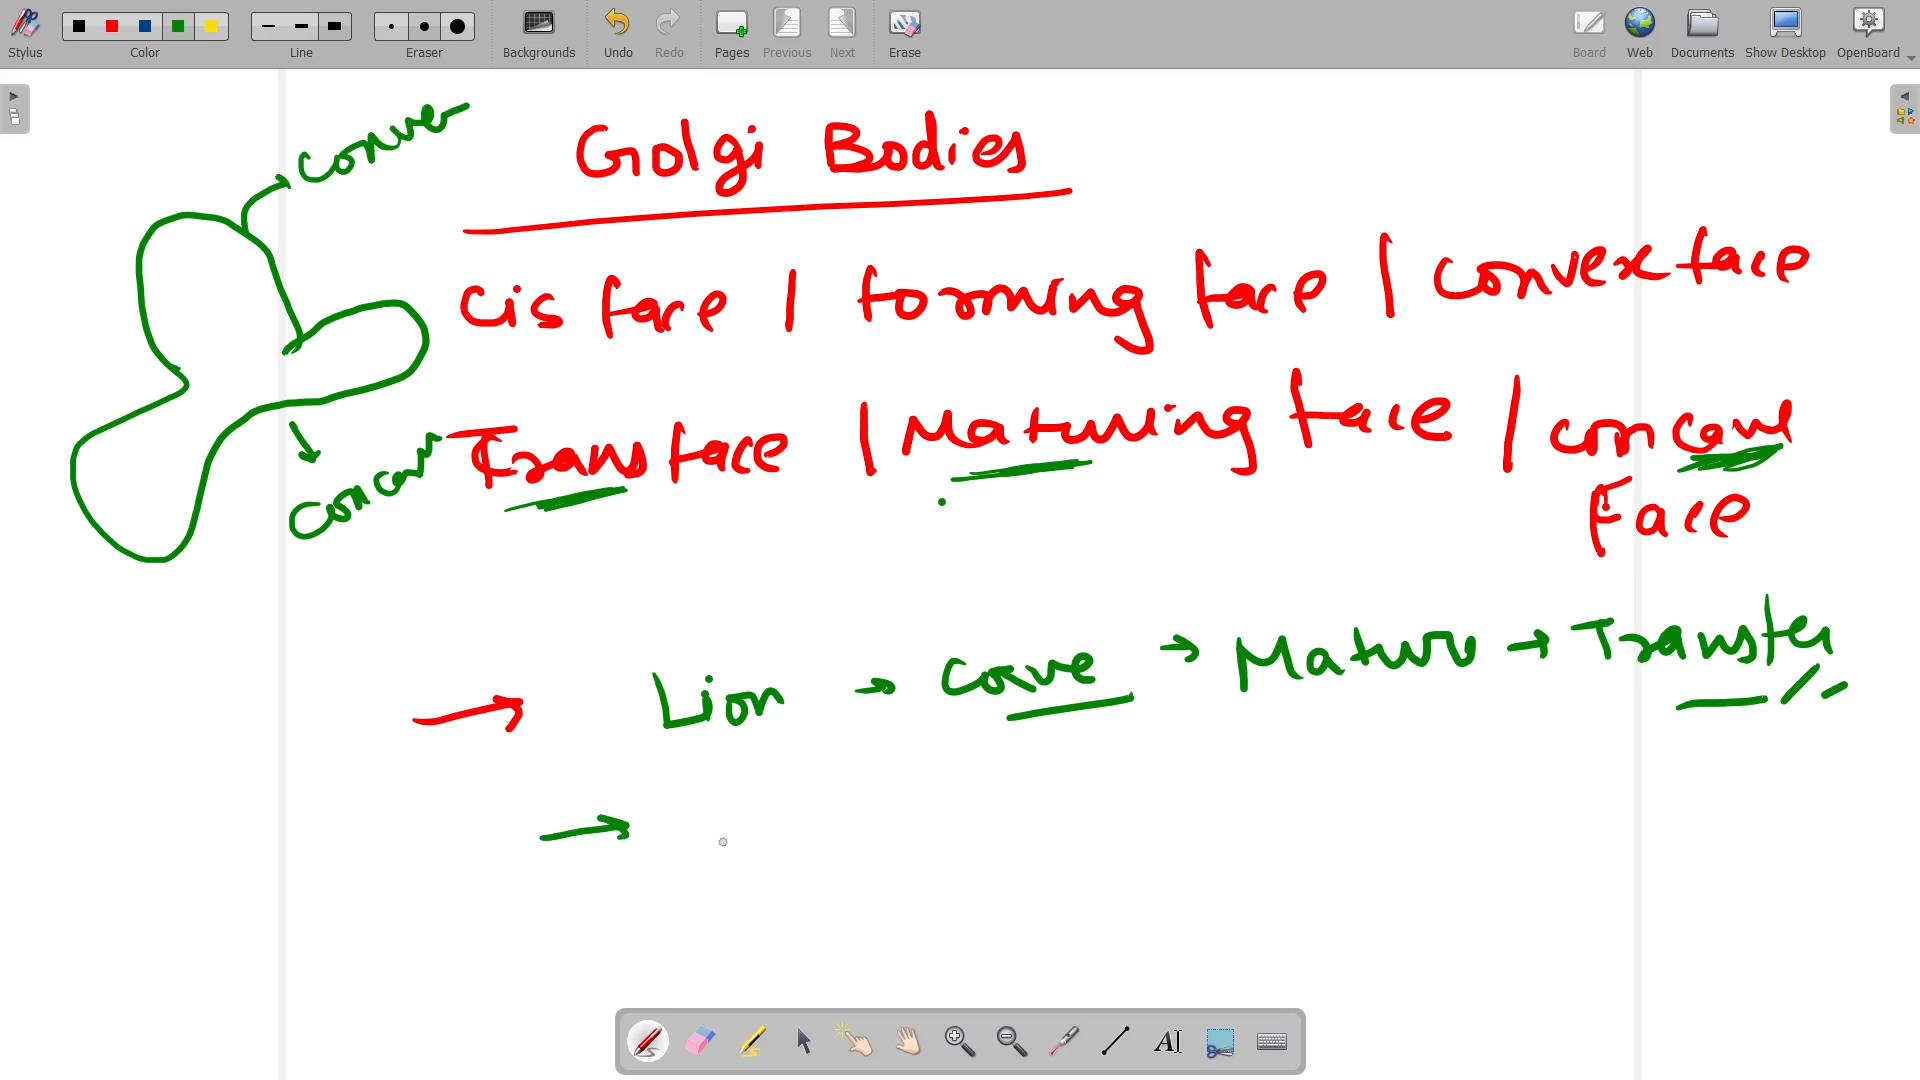 Stylus Color Line Eraser Backgrounds Undo Redo Pages Previous Next Erase Board Web Documents Show Desktop OpenBoard
Conve
Golgi Bodies
Cis face | forming face | convex face
Trans face | Maturing face | concave
Face
Concave
Lion → Cave → Mature → Transfer